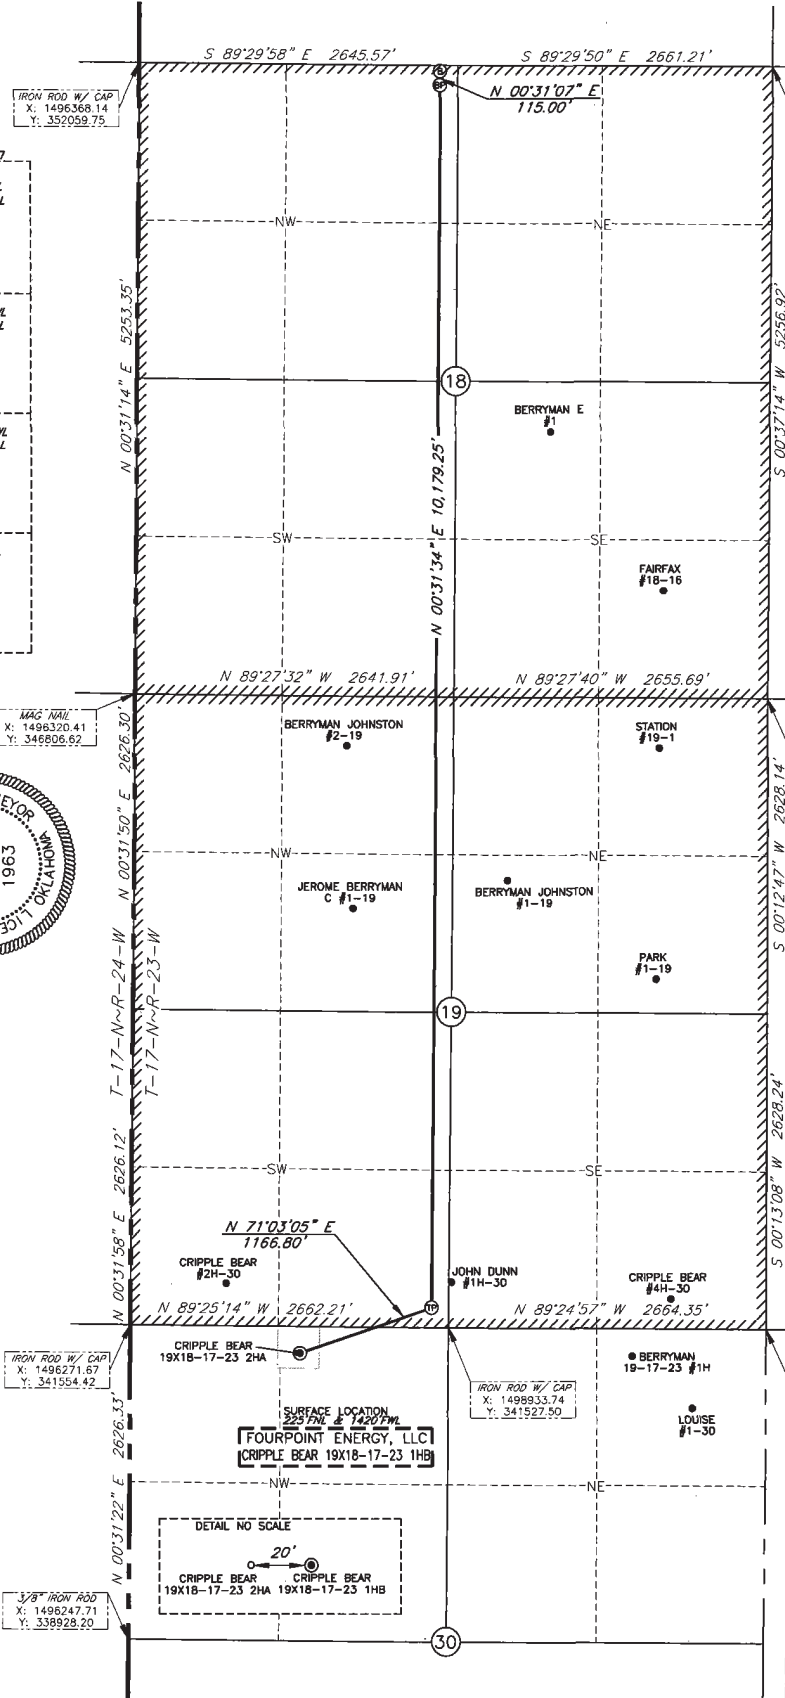 S 89°29'58" E 2645.57'
S 89°29'50" E 2661.21'
IRON ROD W/ CAP
X: 1496368.14
Y: 352059.75
BP
N 00°31'07" E
115.00'
NW
NE
N 00°31'14" E 5253.35'
S 00°37'14" W 5256.92'
18
BERRYMAN E
#1
N 00°31'34" E 10,179.25'
SW
SE
FAIRFAX
#18-16
N 89°27'32" W 2641.91'
N 89°27'40" W 2655.69'
MAG NAIL
X: 1496320.41
Y: 346806.62
BERRYMAN JOHNSTON
#2-19
STATION
#19-1
N 00°31'50" E 2626.30'
S 00°12'47" W 2628.14'
EYOR
1963
LICE
OKLAHOMA
NW
NE
JEROME BERRYMAN
C #1-19
BERRYMAN JOHNSTON
#1-19
PARK
#1-19
T-17-N~R-24-W
T-17-N~R-23-W
19
N 00°31'58" E 2626.12'
S 00°13'08" W 2628.24'
SW
SE
N 71°03'05" E
1166.80'
CRIPPLE BEAR
#2H-30
JOHN DUNN
#1H-30
CRIPPLE BEAR
#4H-30
TP
N 89°25'14" W 2662.21'
N 89°24'57" W 2664.35'
CRIPPLE BEAR
19X18-17-23 2HA
IRON ROD W/ CAP
X: 1496271.67
Y: 341554.42
BERRYMAN
19-17-23 #1H
IRON ROD W/ CAP
X: 1498933.74
Y: 341527.50
LOUISE
#1-30
SURFACE LOCATION
225'FNL & 1420'FWL
FOURPOINT ENERGY, LLC
CRIPPLE BEAR 19X18-17-23 1HB
N 00°31'22" E 2626.33'
NW
NE
DETAIL NO SCALE
20'
CRIPPLE BEAR
19X18-17-23 2HA
CRIPPLE BEAR
19X18-17-23 1HB
3/8" IRON ROD
X: 1496247.71
Y: 338928.20
30